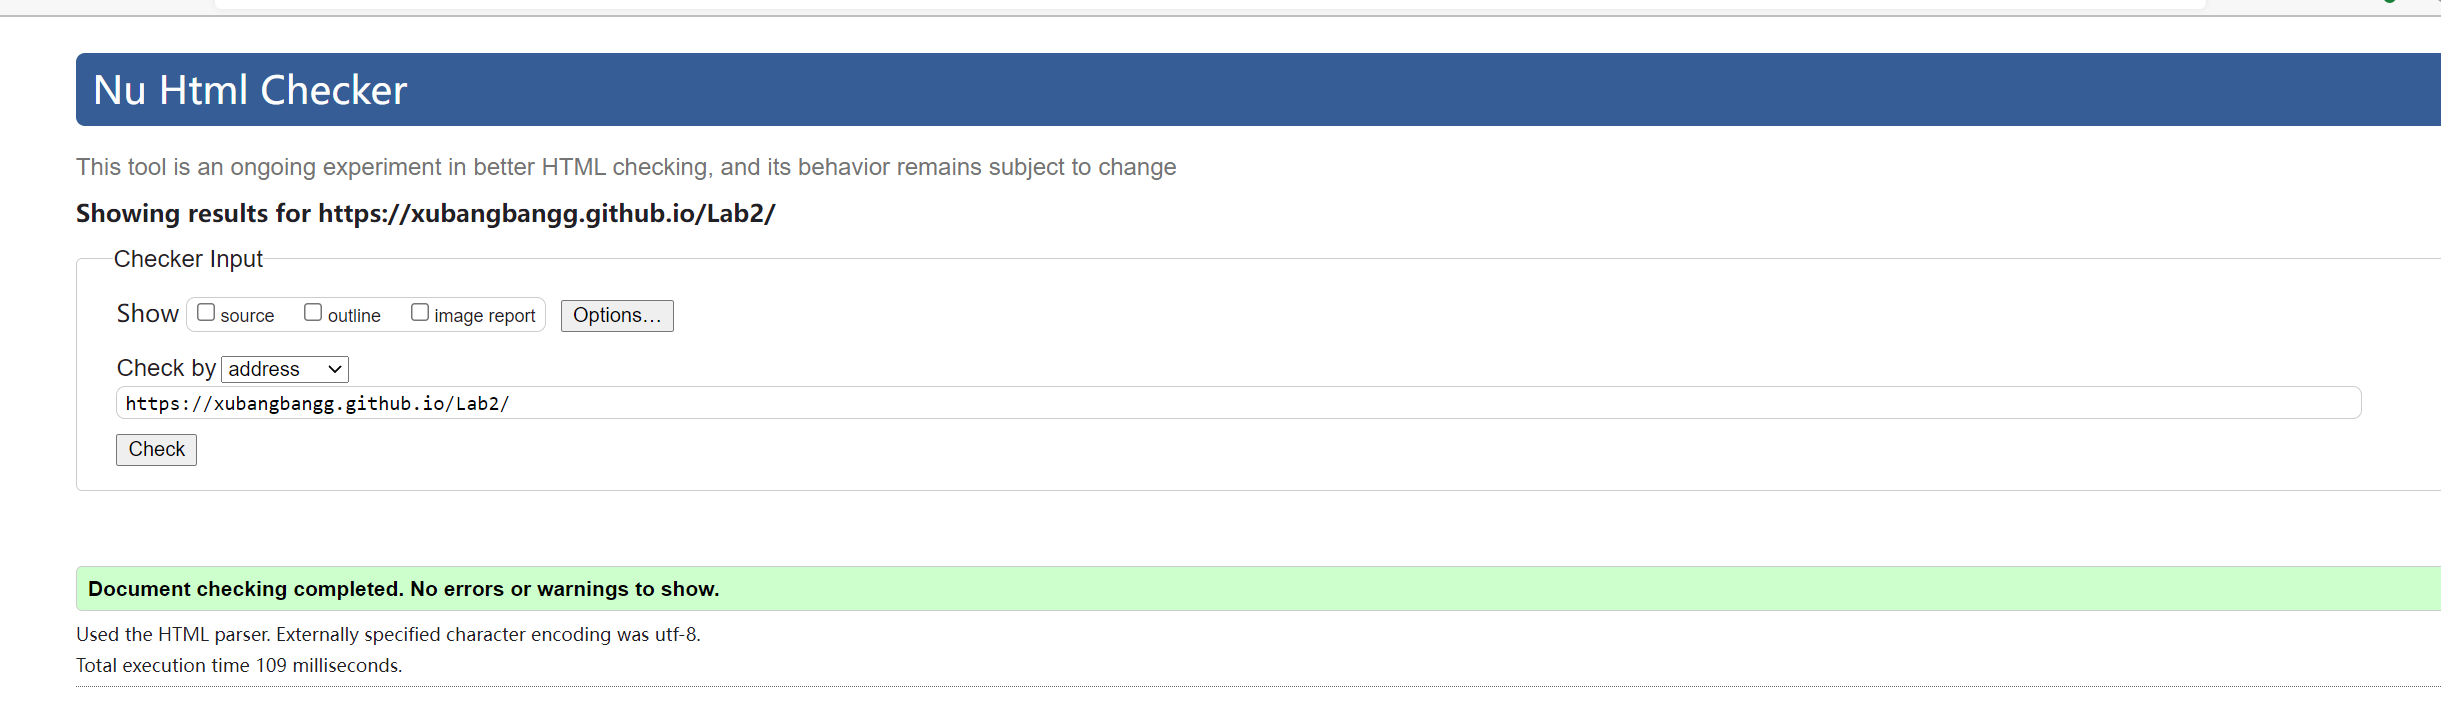 Nu Html Checker
This tool is an ongoing experiment in better HTML checking, and its behavior remains subject to change
Showing results for https://xubangbangg.github.io/Lab2/
Checker Input
Show source outline image report Options…
Check by address
https://xubangbangg.github.io/Lab2/
Check
Document checking completed. No errors or warnings to show.
Used the HTML parser. Externally specified character encoding was utf-8.
Total execution time 109 milliseconds.